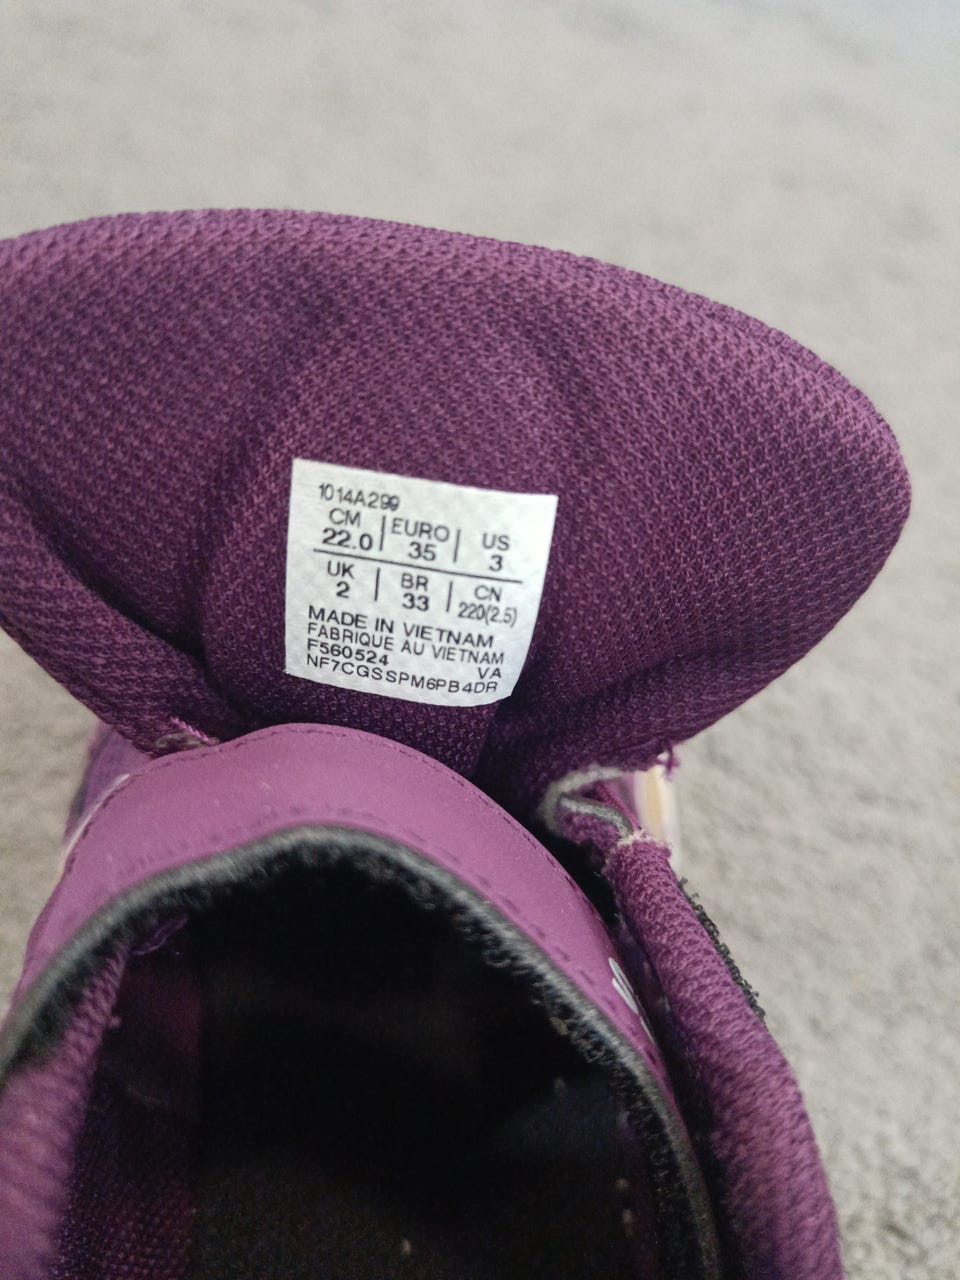 1014A299
CM | EURO | US
22.0 | 35 | 3
UK | BR | CN
2 | 33 | 220(2.5)
MADE IN VIETNAM
FABRIQUE AU VIETNAM
F560524 VA
NF7CGSSPM6PB4DR